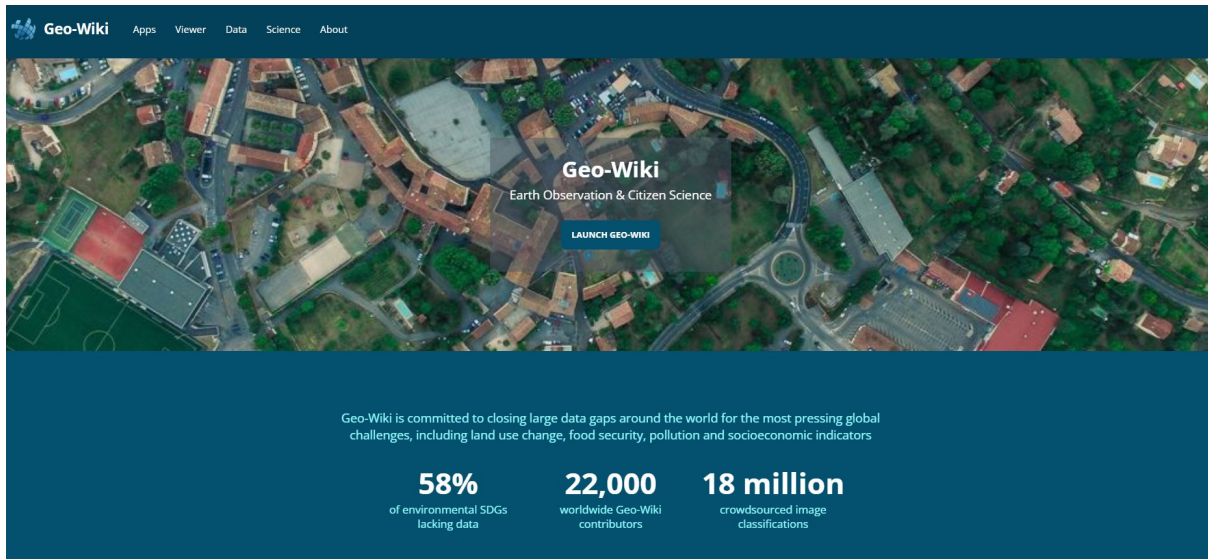 Geo-Wiki
Apps
Viewer
Data
Science
About
Geo-Wiki
Earth Observation & Citizen Science
LAUNCH GEO-WIKI
Geo-Wiki is committed to closing large data gaps around the world for the most pressing global
challenges, including land use change, food security, pollution and socioeconomic indicators
58%
of environmental SDGs
lacking data
22,000
worldwide Geo-Wiki
contributors
18 million
crowdsourced image
classifications